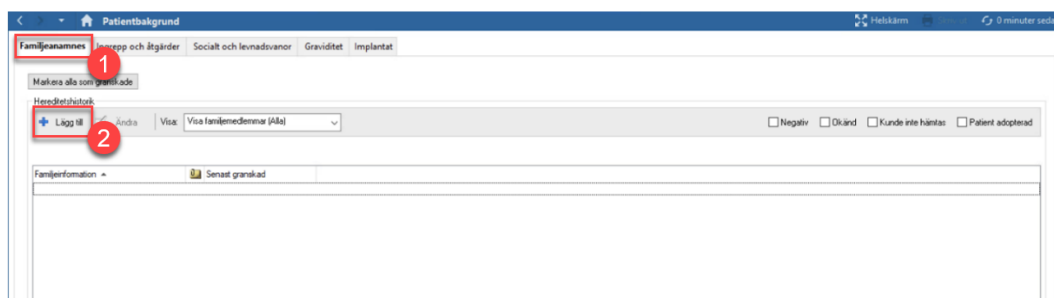 Patientbakgrund Helskärm 0 minuter seda
Familjeanamnes Ingrepp och åtgärder Socialt och levnadsvanor Graviditet Implantat
1
Markera alla som granskade
Hereditetshistorik
Lägg till Ändra Visa: Visa familjemedlemmar (Alla) Negativ Okänd Kunde inte hämtas Patient adopterad
2
Familjeinformation Senast granskad